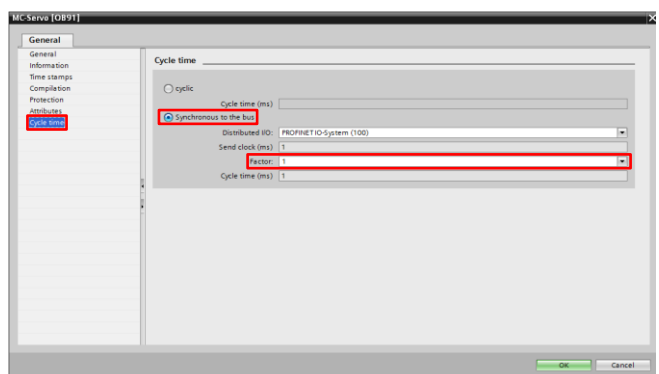 MC-Servo [OB91]
X
General
General
Information
Time stamps
Compilation
Protection
Attributes
Cycle time
Cycle time
cyclic
Cycle time (ms)
Synchronous to the bus
Distributed I/O: PROFINET IO-System (100)
Send clock (ms) 1
Factor: 1
Cycle time (ms) 1
OK
Cancel